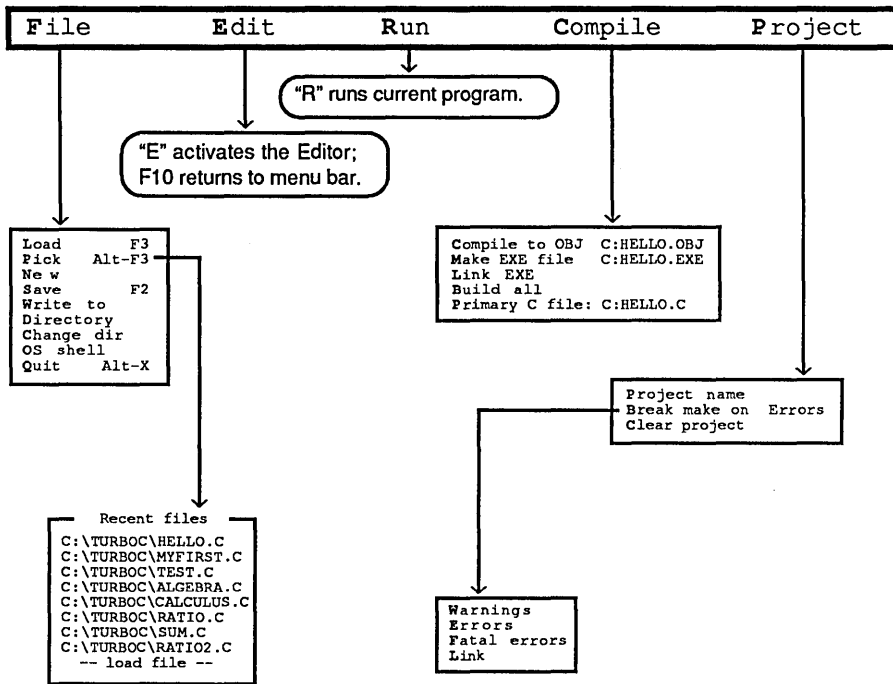 File Edit Run Compile Project
"R" runs current program.
"E" activates the Editor;
F10 returns to menu bar.
Load F3
Pick Alt-F3
New
Save F2
Write to
Directory
Change dir
OS shell
Quit Alt-X
Compile to OBJ C:HELLO.OBJ
Make EXE file C:HELLO.EXE
Link EXE
Build all
Primary C file: C:HELLO.C
Project name
Break make on Errors
Clear project
Recent files
C:\TURBOC\HELLO.C
C:\TURBOC\MYFIRST.C
C:\TURBOC\TEST.C
C:\TURBOC\ALGEBRA.C
C:\TURBOC\CALCULUS.C
C:\TURBOC\RATIO.C
C:\TURBOC\SUM.C
C:\TURBOC\RATIO2.C
-- load file --
Warnings
Errors
Fatal errors
Link